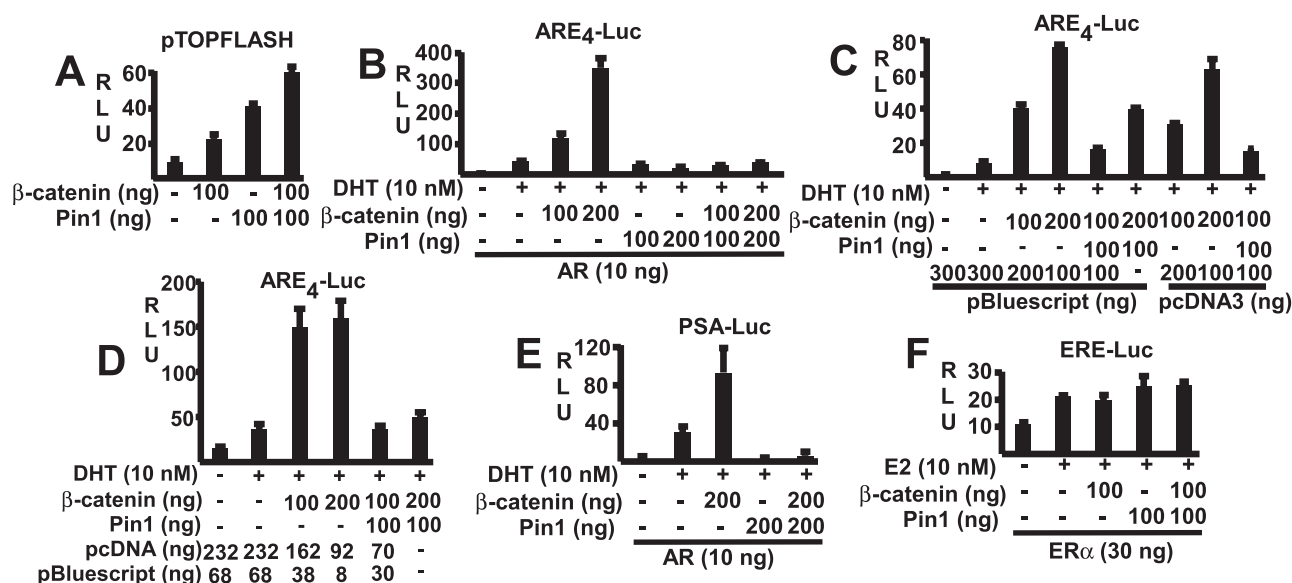 A
pTOPFLASH
RLU
60
40
20
β-catenin (ng) - 100 - 100
Pin1 (ng) - - 100 100
B
ARE4-Luc
RLU
400
300
200
100
DHT (10 nM) - + + + + + + +
β-catenin (ng) - - 100 200 - - 100 200
Pin1 (ng) - - - - 100 200 100 200
AR (10 ng)
C
ARE4-Luc
RLU
80
60
40
20
DHT (10 nM) - + + + + + + + +
β-catenin (ng) - - 100 200 100 200 100 200 100
Pin1 (ng) - - - - 100 100 - - 100
300 300 200 100 100 - 200 100 100
pBluescript (ng) pcDNA3 (ng)
D
ARE4-Luc
RLU
200
150
100
50
DHT (10 nM) - + + + + +
β-catenin (ng) - - 100 200 100 200
Pin1 (ng) - - - - 100 100
pcDNA (ng) 232 232 162 92 70 -
pBluescript (ng) 68 68 38 8 30
E
PSA-Luc
RLU
120
80
40
DHT (10 nM) - + + + +
β-catenin (ng) - - 200 - 200
Pin1 (ng) - - - 200 200
AR (10 ng)
F
ERE-Luc
RLU
30
20
10
E2 (10 nM) - + + + +
β-catenin (ng) - - 100 - 100
Pin1 (ng) - - - 100 100
ERα (30 ng)